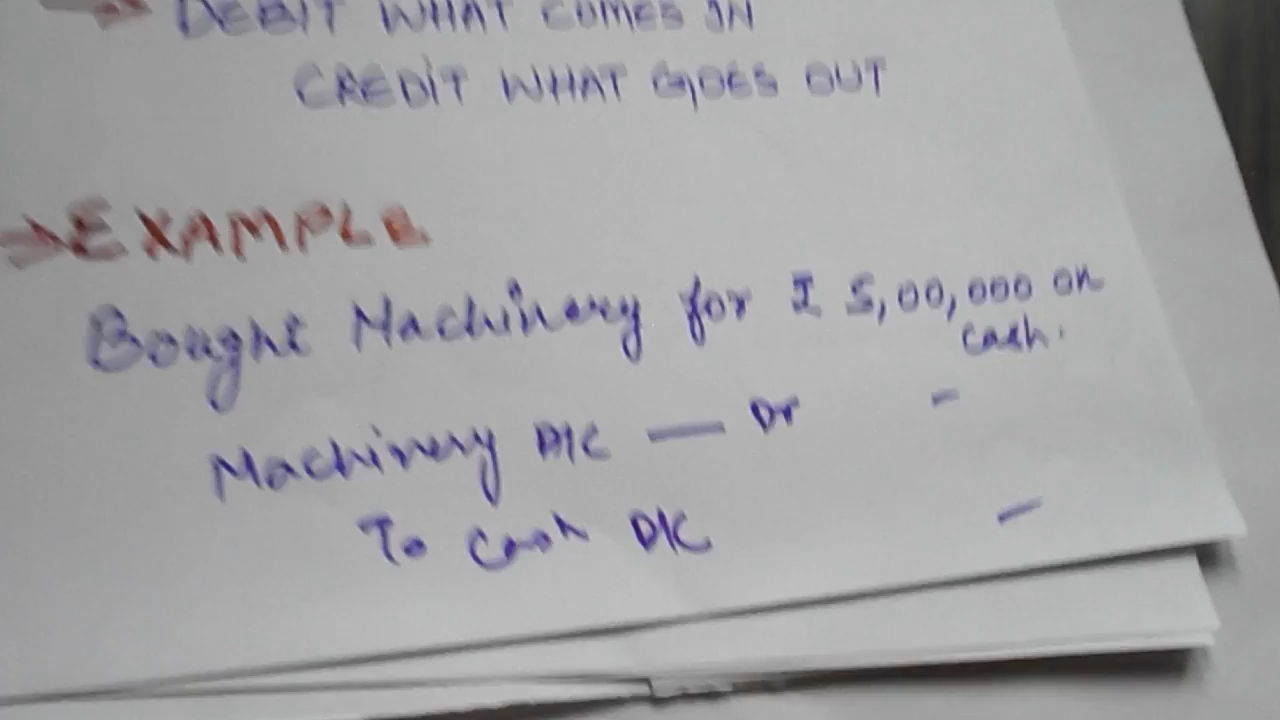 → DEBIT WHAT COMES IN
CREDIT WHAT GOES OUT
→ EXAMPLE
Bought Machinery for ₹ 5,00,000 on
cash.
Machinery A/C — Dr -
To Cash A/C -